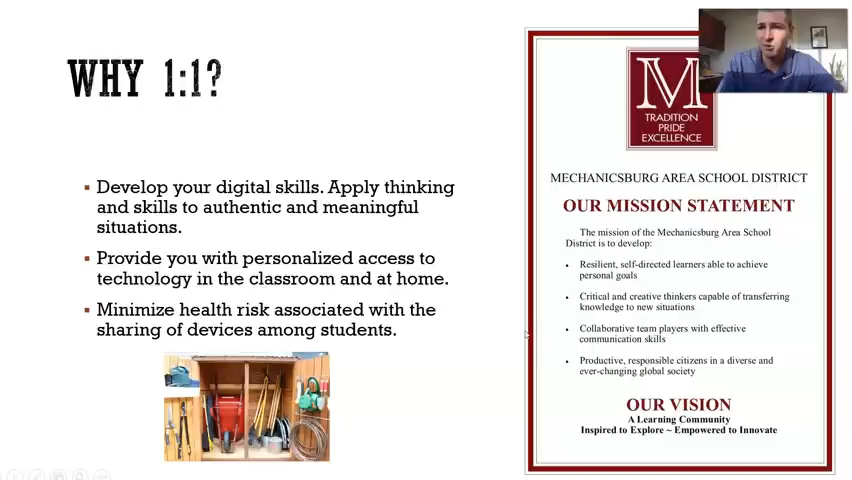 WHY 1:1?
Develop your digital skills. Apply thinking
and skills to authentic and meaningful
situations.
Provide you with personalized access to
technology in the classroom and at home.
Minimize health risk associated with the
sharing of devices among students.
M
TRADITION
PRIDE
EXCELLENCE
MECHANICSBURG AREA SCHOOL DISTRICT
OUR MISSION STATEMENT
The mission of the Mechanicsburg Area School
District is to develop:
Resilient, self-directed learners able to achieve
personal goals
Critical and creative thinkers capable of transferring
knowledge to new situations
Collaborative team players with effective
communication skills
Productive, responsible citizens in a diverse and
ever-changing global society
OUR VISION
A Learning Community
Inspired to Explore ~ Empowered to Innovate